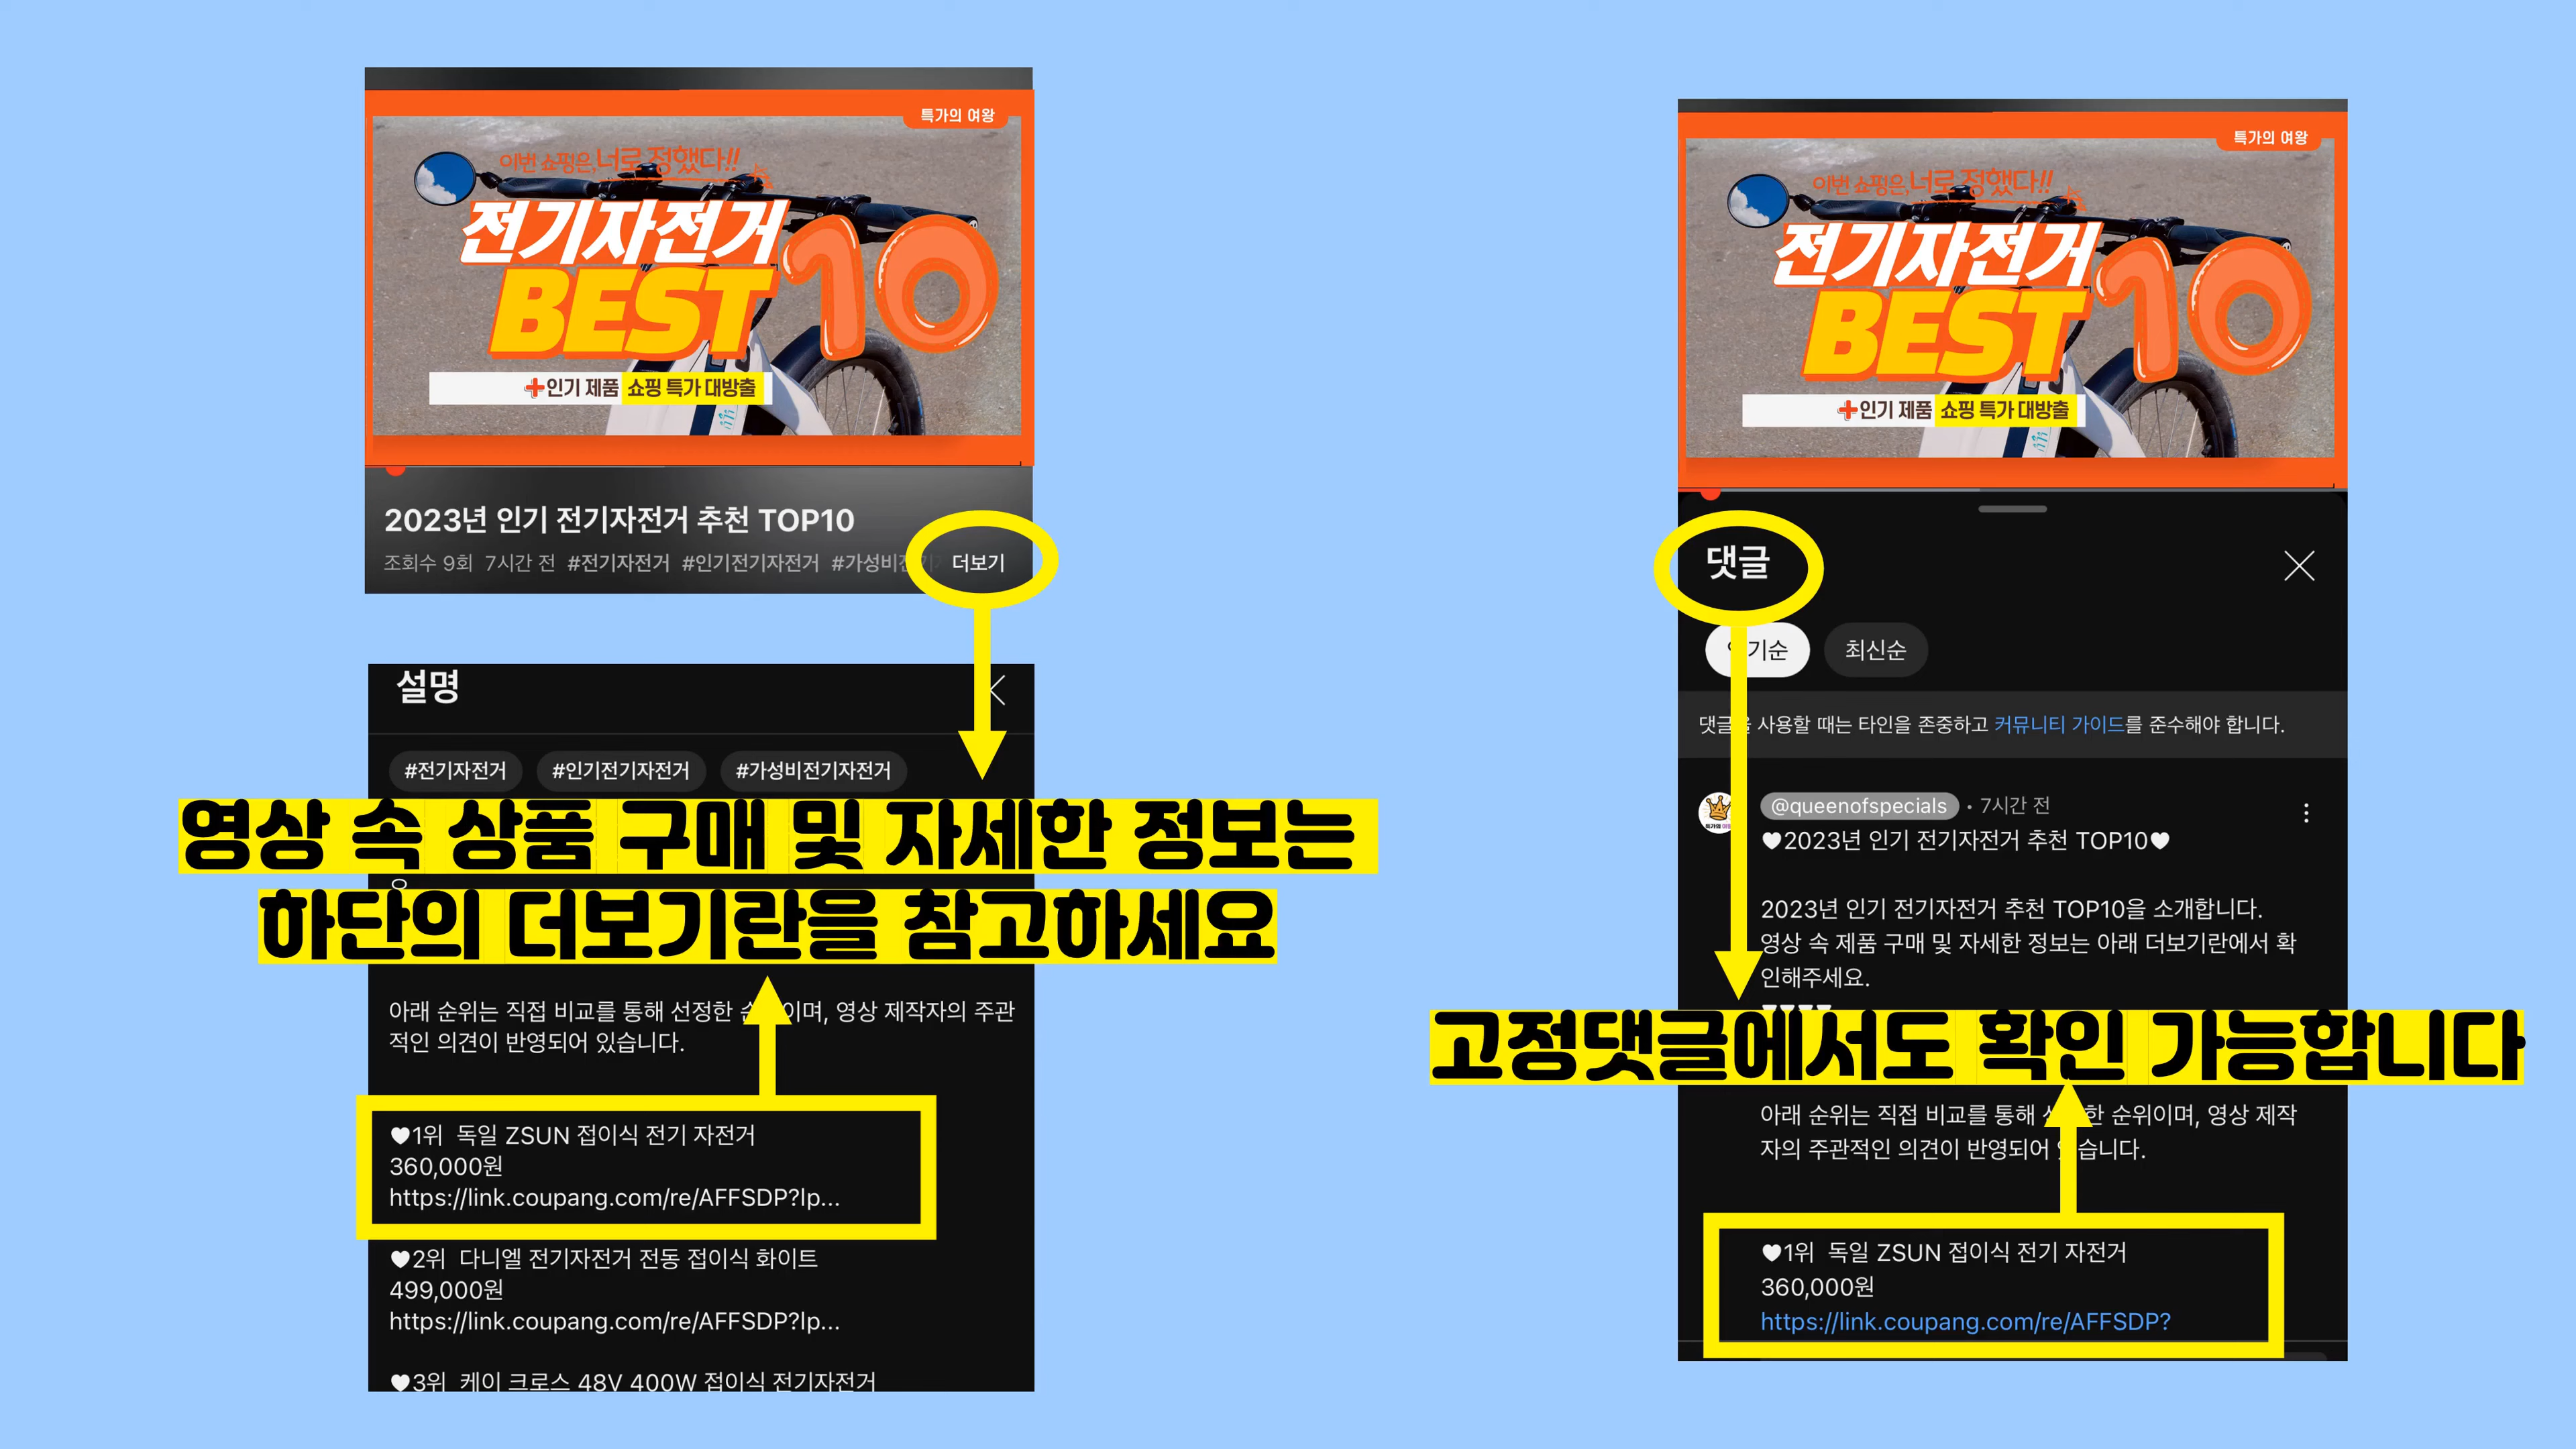 특가의 여왕
이번 쇼핑은, 너로 정했다!!
전기자전거
BEST 10
+인기 제품 쇼핑 특가 대방출
2023년 인기 전기자전거 추천 TOP10
조회수 9회 7시간 전 #전기자전거 #인기전기자전거 #가성비전기자 더보기
설명
#전기자전거 #인기전기자전거 #가성비전기자전거
영상 속 상품 구매 및 자세한 정보는
하단의 더보기란을 참고하세요
아래 순위는 직접 비교를 통해 선정한 순위이며, 영상 제작자의 주관
적인 의견이 반영되어 있습니다.
♥1위 독일 ZSUN 접이식 전기 자전거
360,000원
https://link.coupang.com/re/AFFSDP?lp...
♥2위 다니엘 전기자전거 전동 접이식 화이트
499,000원
https://link.coupang.com/re/AFFSDP?lp...
♥3위 케이 크로스 48V 400W 접이식 전기자전거
특가의 여왕
이번 쇼핑은, 너로 정했다!!
전기자전거
BEST 10
+인기 제품 쇼핑 특가 대방출
댓글
인기순 최신순
댓글을 사용할 때는 타인을 존중하고 커뮤니티 가이드를 준수해야 합니다.
@queenofspecials • 7시간 전
♥2023년 인기 전기자전거 추천 TOP10♥
2023년 인기 전기자전거 추천 TOP10을 소개합니다.
영상 속 제품 구매 및 자세한 정보는 아래 더보기란에서 확
인해주세요.
고정댓글에서도 확인 가능합니다
아래 순위는 직접 비교를 통해 선정한 순위이며, 영상 제작
자의 주관적인 의견이 반영되어 있습니다.
♥1위 독일 ZSUN 접이식 전기 자전거
360,000원
https://link.coupang.com/re/AFFSDP?